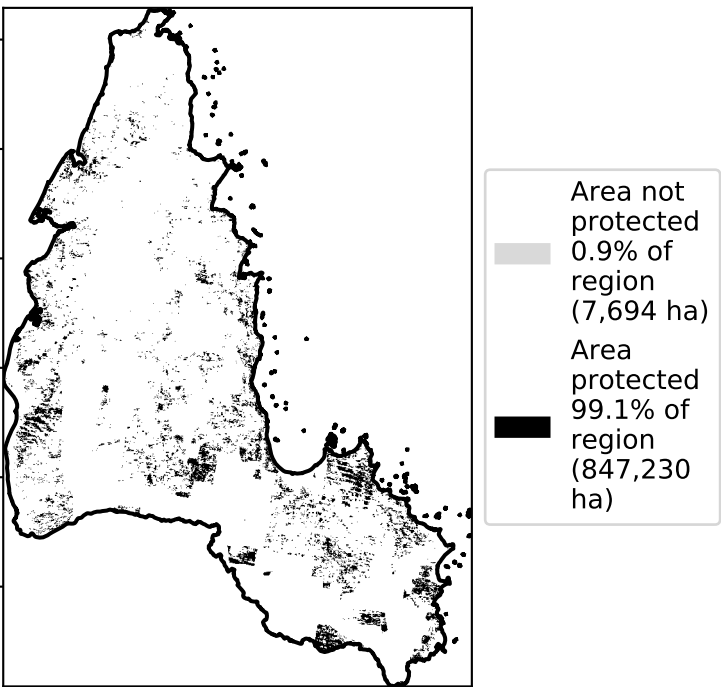 Area not
protected
0.9% of
region
(7,694 ha)
Area
protected
99.1% of
region
(847,230
ha)